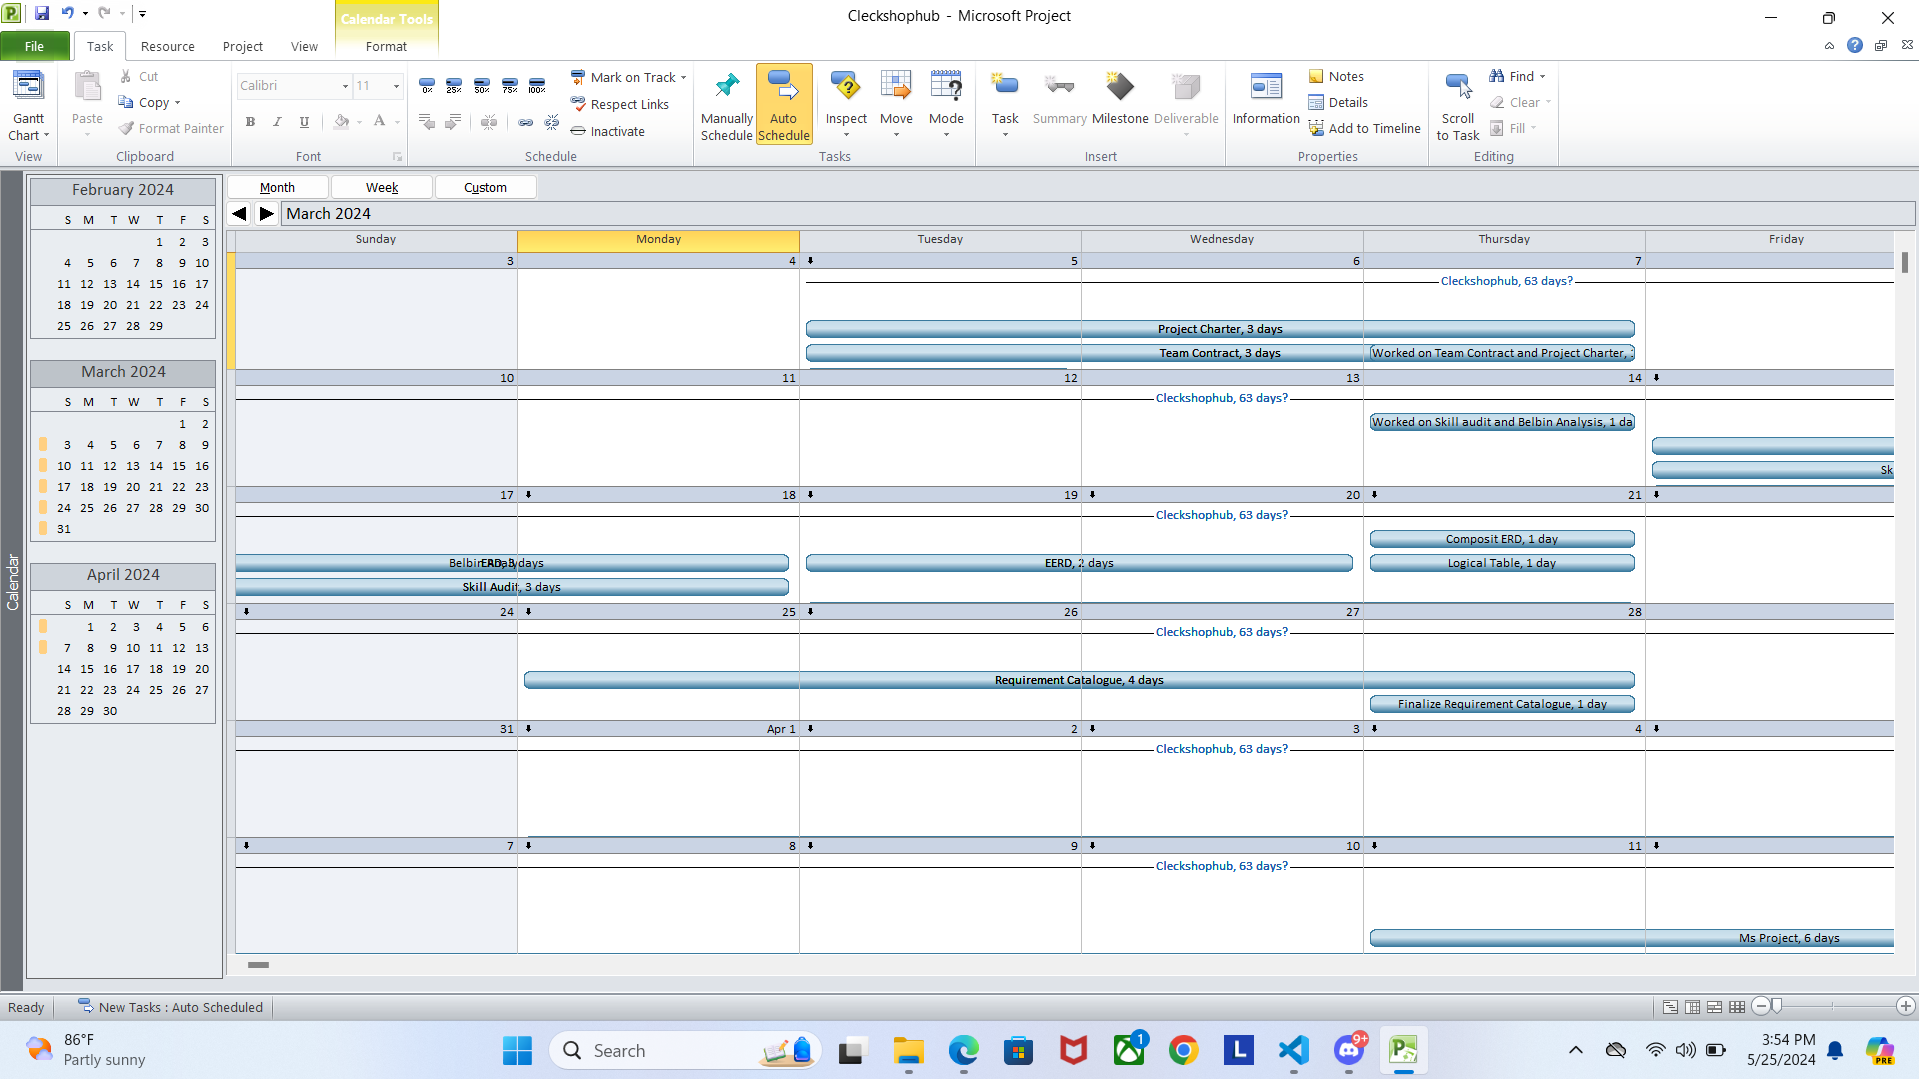 Cleckshophub - Microsoft Project
Calendar Tools
File Task Resource Project View Format
Gantt Chart
View
Paste
Cut
Copy
Format Painter
Clipboard
Calibri 11
B I U A
Font
0% 25% 50% 75% 100%
Mark on Track
Respect Links
Inactivate
Schedule
Manually Schedule
Auto Schedule
Inspect
Move
Mode
Tasks
Task
Summary
Milestone
Deliverable
Insert
Information
Notes
Details
Add to Timeline
Properties
Scroll to Task
Find
Clear
Fill
Editing
Calendar
February 2024
S M T W T F S
1 2 3
4 5 6 7 8 9 10
11 12 13 14 15 16 17
18 19 20 21 22 23 24
25 26 27 28 29
March 2024
S M T W T F S
1 2
3 4 5 6 7 8 9
10 11 12 13 14 15 16
17 18 19 20 21 22 23
24 25 26 27 28 29 30
31
April 2024
S M T W T F S
1 2 3 4 5 6
7 8 9 10 11 12 13
14 15 16 17 18 19 20
21 22 23 24 25 26 27
28 29 30
Month Week Custom
March 2024
Sunday Monday Tuesday Wednesday Thursday Friday
3 4 5 6 7
Cleckshophub, 63 days?
Project Charter, 3 days
Team Contract, 3 days
Worked on Team Contract and Project Charter,
10 11 12 13 14
Cleckshophub, 63 days?
Worked on Skill audit and Belbin Analysis, 1 da
Sk
17 18 19 20 21
Cleckshophub, 63 days?
Composit ERD, 1 day
EERD, 2 days
Logical Table, 1 day
Skill Audit, 3 days
24 25 26 27 28
Cleckshophub, 63 days?
Requirement Catalogue, 4 days
Finalize Requirement Catalogue, 1 day
31 Apr 1 2 3 4
Cleckshophub, 63 days?
7 8 9 10 11
Cleckshophub, 63 days?
Ms Project, 6 days
Ready New Tasks : Auto Scheduled
86°F
Partly sunny
Search
1
L
9+
3:54 PM
5/25/2024
PRE